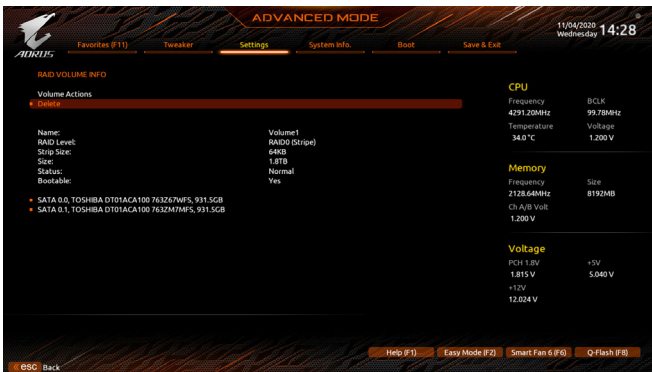 ADVANCED MODE
11/04/2020
Wednesday 14:28
AORUS
Favorites (F11) Tweaker Settings System Info. Boot Save & Exit
RAID VOLUME INFO
Volume Actions
Delete
Name: Volume1
RAID Level: RAID0 (Stripe)
Strip Size: 64KB
Size: 1.8TB
Status: Normal
Bootable: Yes
SATA 0.0, TOSHIBA DT01ACA100 763Z67WFS, 931.5GB
SATA 0.1, TOSHIBA DT01ACA100 763ZM7MFS, 931.5GB
CPU
Frequency BCLK
4291.20MHz 99.78MHz
Temperature Voltage
34.0 °C 1.200 V
Memory
Frequency Size
2128.64MHz 8192MB
Ch A/B Volt
1.200 V
Voltage
PCH 1.8V +5V
1.815 V 5.040 V
+12V
12.024 V
Help (F1) Easy Mode (F2) Smart Fan 6 (F6) Q-Flash (F8)
esc Back